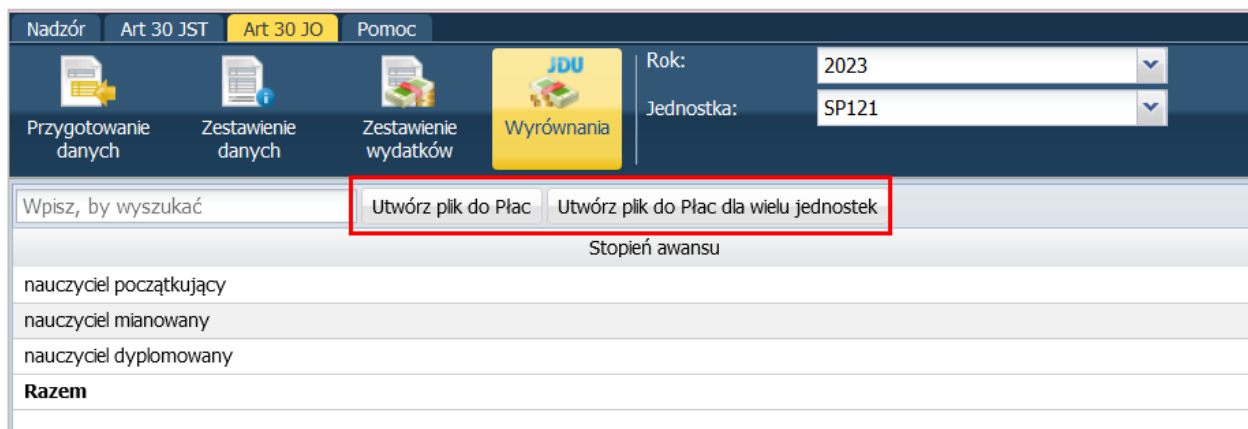 Nadzór Art 30 JST Art 30 JO Pomoc
Przygotowanie danych
Zestawienie danych
Zestawienie wydatków
JDU
Wyrównania
Rok: 2023
Jednostka: SP121
Wpisz, by wyszukać Utwórz plik do Płac Utwórz plik do Płac dla wielu jednostek
Stopień awansu
nauczyciel początkujący
nauczyciel mianowany
nauczyciel dyplomowany
Razem